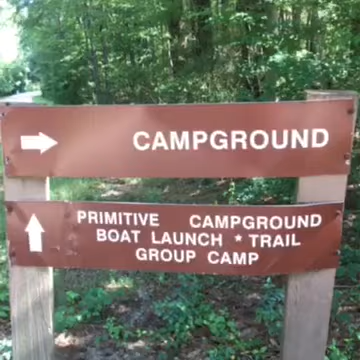 CAMPGROUND
PRIMITIVE CAMPGROUND
BOAT LAUNCH * TRAIL
GROUP CAMP